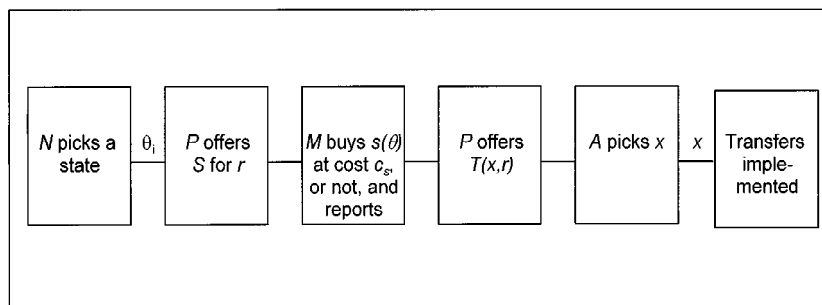 N picks a
state
θi
P offers
S for r
M buys s(θ)
at cost cs,
or not, and
reports
P offers
T(x,r)
A picks x
x
Transfers
imple-
mented